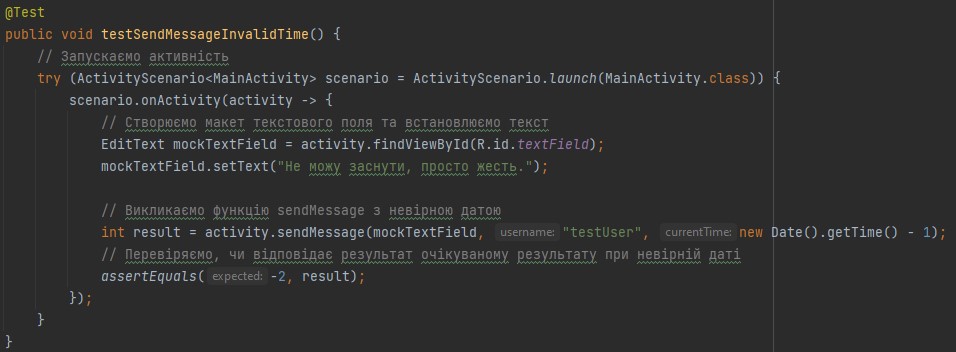 @Test
public void testSendMessageInvalidTime() {
// Запускаємо активність
try (ActivityScenario<MainActivity> scenario = ActivityScenario.launch(MainActivity.class)) {
scenario.onActivity(activity -> {
// Створюємо макет текстового поля та встановлюємо текст
EditText mockTextField = activity.findViewById(R.id.textField);
mockTextField.setText("Не можу заснути, просто жесть.");
// Викликаємо функцію sendMessage з невірною датою
int result = activity.sendMessage(mockTextField, username: "testUser", currentTime: new Date().getTime() - 1);
// Перевіряємо, чи відповідає результат очікуваному результату при невірній даті
assertEquals( expected: -2, result);
});
}
}